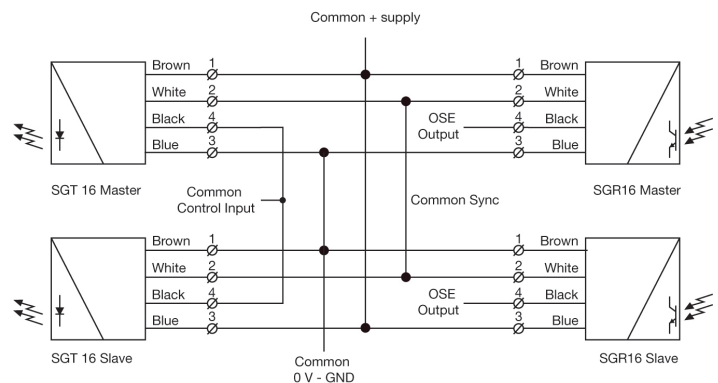 Common + supply
Brown 1 1 Brown
White 2 2 White
Black 4 OSE Output 4 Black
Blue 3 3 Blue
SGT 16 Master
Common
Control Input
Common Sync
SGR16 Master
Brown 1 1 Brown
White 2 2 White
Black 4 OSE Output 4 Black
Blue 3 3 Blue
SGT 16 Slave
Common
0 V - GND
SGR16 Slave